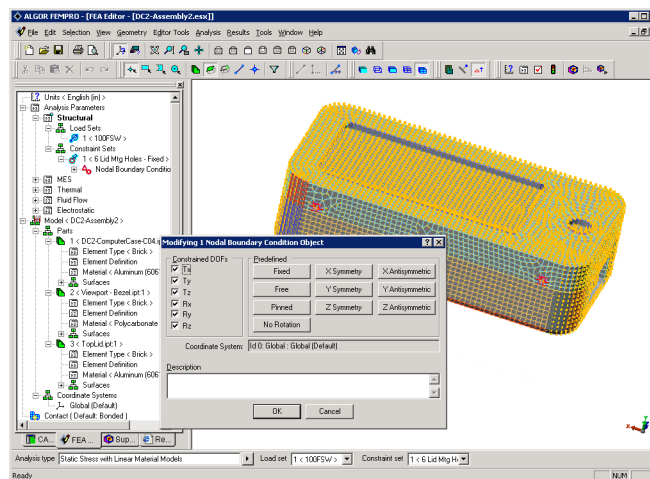 ALGOR FEMPRO - [FEA Editor - [DC2-Assembly2.esx]]
File Edit Selection View Geometry Editor Tools Analysis Results Tools Window Help
Units < English (in) >
Analysis Parameters
Structural
Load Sets
1 < 100FSW >
Constraint Sets
1 < 6 Lid Mtg Holes - Fixed >
Nodal Boundary Conditio
MES
Thermal
Fluid Flow
Electrostatic
Model < DC2-Assembly2 >
Parts
1 < DC2-ComputerCase-C04.i
Element Type < Brick >
Element Definition
Material < Aluminum (606
Surfaces
2 < Viewport - Bezel.ipt:1 >
Element Type < Brick >
Element Definition
Material < Polycarbonate
Surfaces
3 < TopLid.ipt:1 >
Element Type < Brick >
Element Definition
Material < Aluminum (606
Surfaces
Coordinate Systems
Global (Default)
Contact ( Default: Bonded )
Modifying 1 Nodal Boundary Condition Object
Constrained DOFs
Tx
Ty
Tz
Rx
Ry
Rz
Predefined
Fixed X Symmetry X Antisymmetric
Free Y Symmetry Y Antisymmetric
Pinned Z Symmetry Z Antisymmetric
No Rotation
Coordinate System: Id 0: Global : Global (Default)
Description
OK Cancel
CA... FEA ... Sup... Re...
Analysis type Static Stress with Linear Material Models Load set 1 < 100FSW > Constraint set 1 < 6 Lid Mtg H
Ready NUM